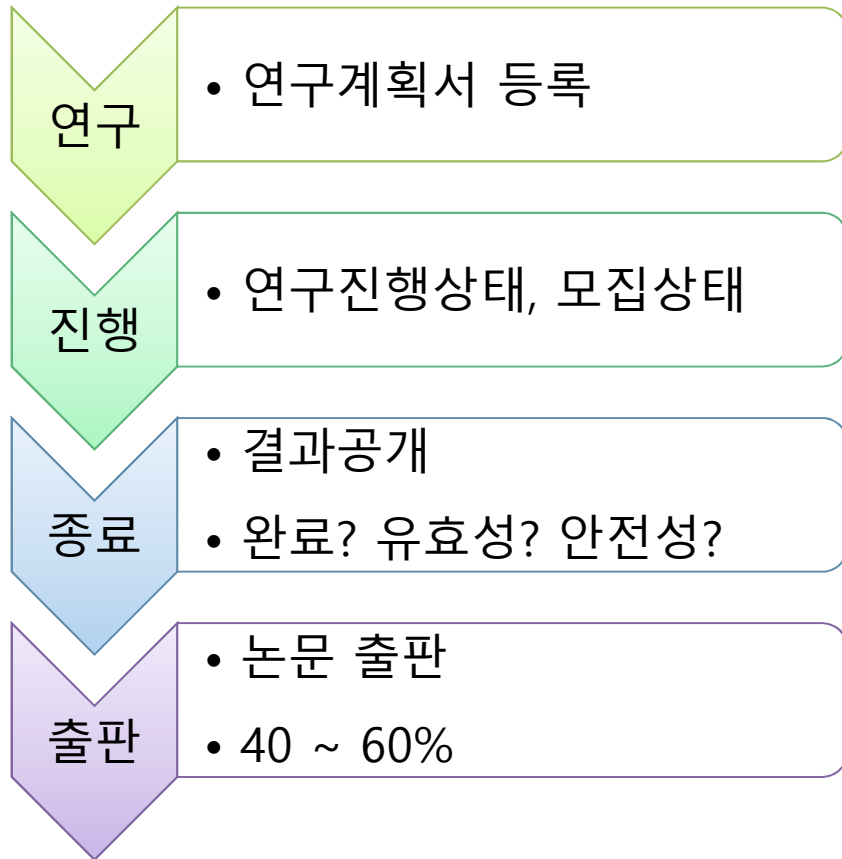 연구
• 연구계획서 등록
진행
• 연구진행상태, 모집상태
종료
• 결과공개
• 완료? 유효성? 안전성?
출판
• 논문 출판
• 40 ~ 60%